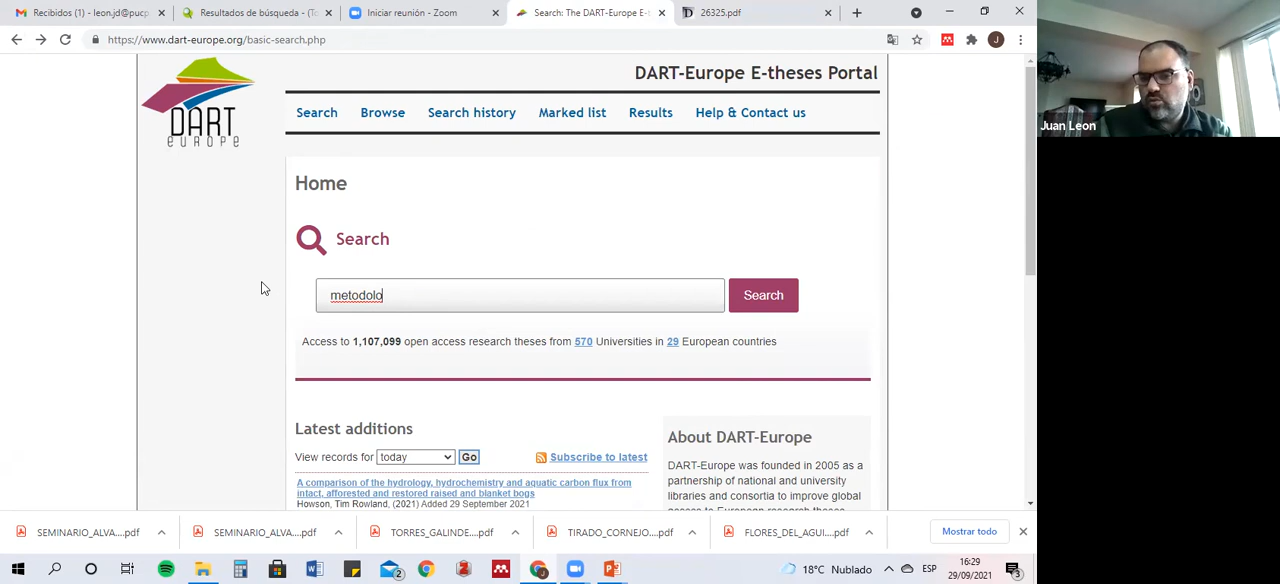 Recibidos (1) - leon.jd@pucp
Resultados de búsqueda - (To
Iniciar reunión - Zoom
Search: The DART-Europe E-t
26325.pdf
https://www.dart-europe.org/basic-search.php
J
Juan Leon
DART
europe
DART-Europe E-theses Portal
Search Browse Search history Marked list Results Help & Contact us
Home
Search
metodolo
Search
Access to 1,107,099 open access research theses from 570 Universities in 29 European countries
Latest additions
View records for today Go
Subscribe to latest
A comparison of the hydrology, hydrochemistry and aquatic carbon flux from
intact, afforested and restored raised and blanket bogs
Howson, Tim Rowland, (2021) Added 29 September 2021
About DART-Europe
DART-Europe was founded in 2005 as a
partnership of national and university
libraries and consortia to improve global
access to European research theses.
SEMINARIO_ALVA....pdf
SEMINARIO_ALVA....pdf
TORRES_GALINDE....pdf
TIRADO_CORNEJO....pdf
FLORES_DEL_AGUI....pdf
Mostrar todo
18°C Nublado
ESP
16:29
29/09/2021